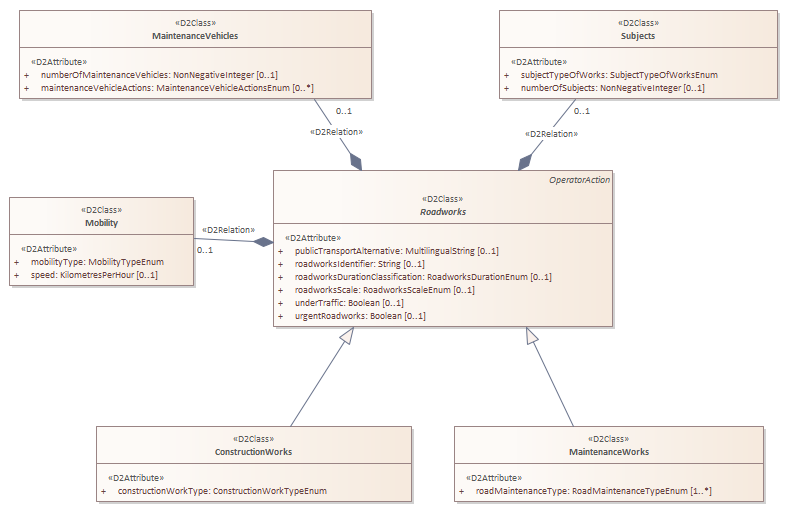 «D2Class»
MaintenanceVehicles
«D2Attribute»
+ numberOfMaintenanceVehicles: NonNegativeInteger [0..1]
+ maintenanceVehicleActions: MaintenanceVehicleActionsEnum [0..*]
«D2Class»
Subjects
«D2Attribute»
+ subjectTypeOfWorks: SubjectTypeOfWorksEnum
+ numberOfSubjects: NonNegativeInteger [0..1]
0..1
«D2Relation»
0..1
«D2Relation»
OperatorAction
«D2Class»
Roadworks
«D2Attribute»
+ publicTransportAlternative: MultilingualString [0..1]
+ roadworksIdentifier: String [0..1]
+ roadworksDurationClassification: RoadworksDurationEnum [0..1]
+ roadworksScale: RoadworksScaleEnum [0..1]
+ underTraffic: Boolean [0..1]
+ urgentRoadworks: Boolean [0..1]
«D2Class»
Mobility
«D2Attribute»
+ mobilityType: MobilityTypeEnum
+ speed: KilometresPerHour [0..1]
«D2Relation»
0..1
«D2Class»
ConstructionWorks
«D2Attribute»
+ constructionWorkType: ConstructionWorkTypeEnum
«D2Class»
MaintenanceWorks
«D2Attribute»
+ roadMaintenanceType: RoadMaintenanceTypeEnum [1..*]